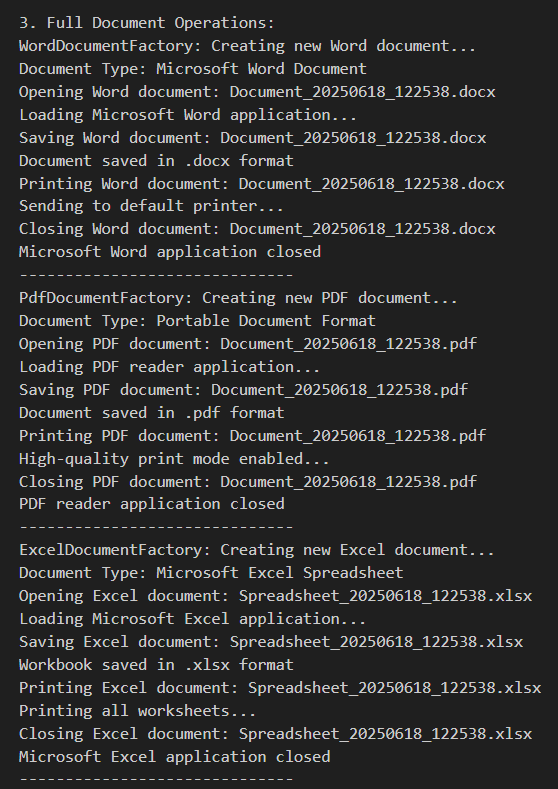 3. Full Document Operations:
WordDocumentFactory: Creating new Word document...
Document Type: Microsoft Word Document
Opening Word document: Document_20250618_122538.docx
Loading Microsoft Word application...
Saving Word document: Document_20250618_122538.docx
Document saved in .docx format
Printing Word document: Document_20250618_122538.docx
Sending to default printer...
Closing Word document: Document_20250618_122538.docx
Microsoft Word application closed
------------------------------
PdfDocumentFactory: Creating new PDF document...
Document Type: Portable Document Format
Opening PDF document: Document_20250618_122538.pdf
Loading PDF reader application...
Saving PDF document: Document_20250618_122538.pdf
Document saved in .pdf format
Printing PDF document: Document_20250618_122538.pdf
High-quality print mode enabled...
Closing PDF document: Document_20250618_122538.pdf
PDF reader application closed
------------------------------
ExcelDocumentFactory: Creating new Excel document...
Document Type: Microsoft Excel Spreadsheet
Opening Excel document: Spreadsheet_20250618_122538.xlsx
Loading Microsoft Excel application...
Saving Excel document: Spreadsheet_20250618_122538.xlsx
Workbook saved in .xlsx format
Printing Excel document: Spreadsheet_20250618_122538.xlsx
Printing all worksheets...
Closing Excel document: Spreadsheet_20250618_122538.xlsx
Microsoft Excel application closed
------------------------------